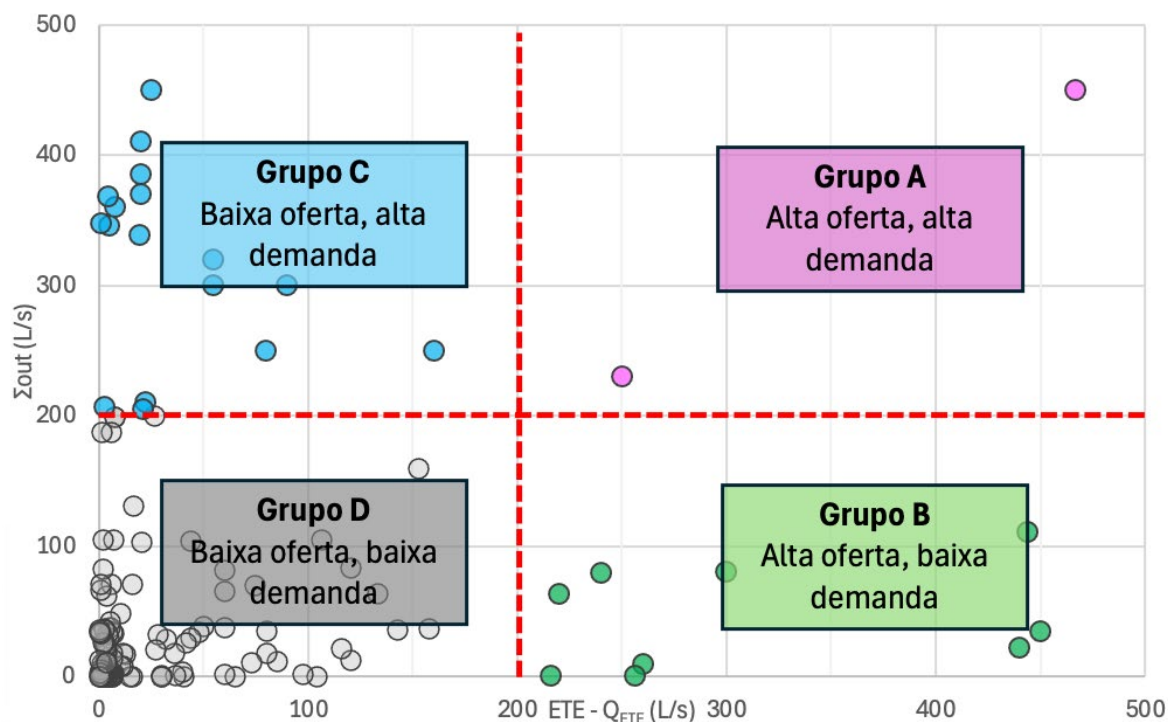 500
400
300
200
100
0
Σout (L/s)
Grupo C
Baixa oferta, alta
demanda
Grupo A
Alta oferta, alta
demanda
Grupo D
Baixa oferta, baixa
demanda
Grupo B
Alta oferta, baixa
demanda
0 100 200 300 400 500
ETE - QETE (L/s)